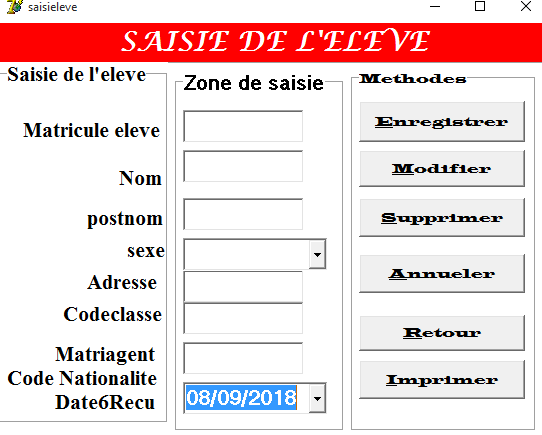 saisieleve
SAISIE DE L'ELEVE
Saisie de l'eleve
Matricule eleve
Nom
postnom
sexe
Adresse
Codeclasse
Matriagent
Code Nationalite
Date6Recu
Zone de saisie
08/09/2018
Methodes
Enregistrer
Modifier
Supprimer
Annueler
Retour
Imprimer